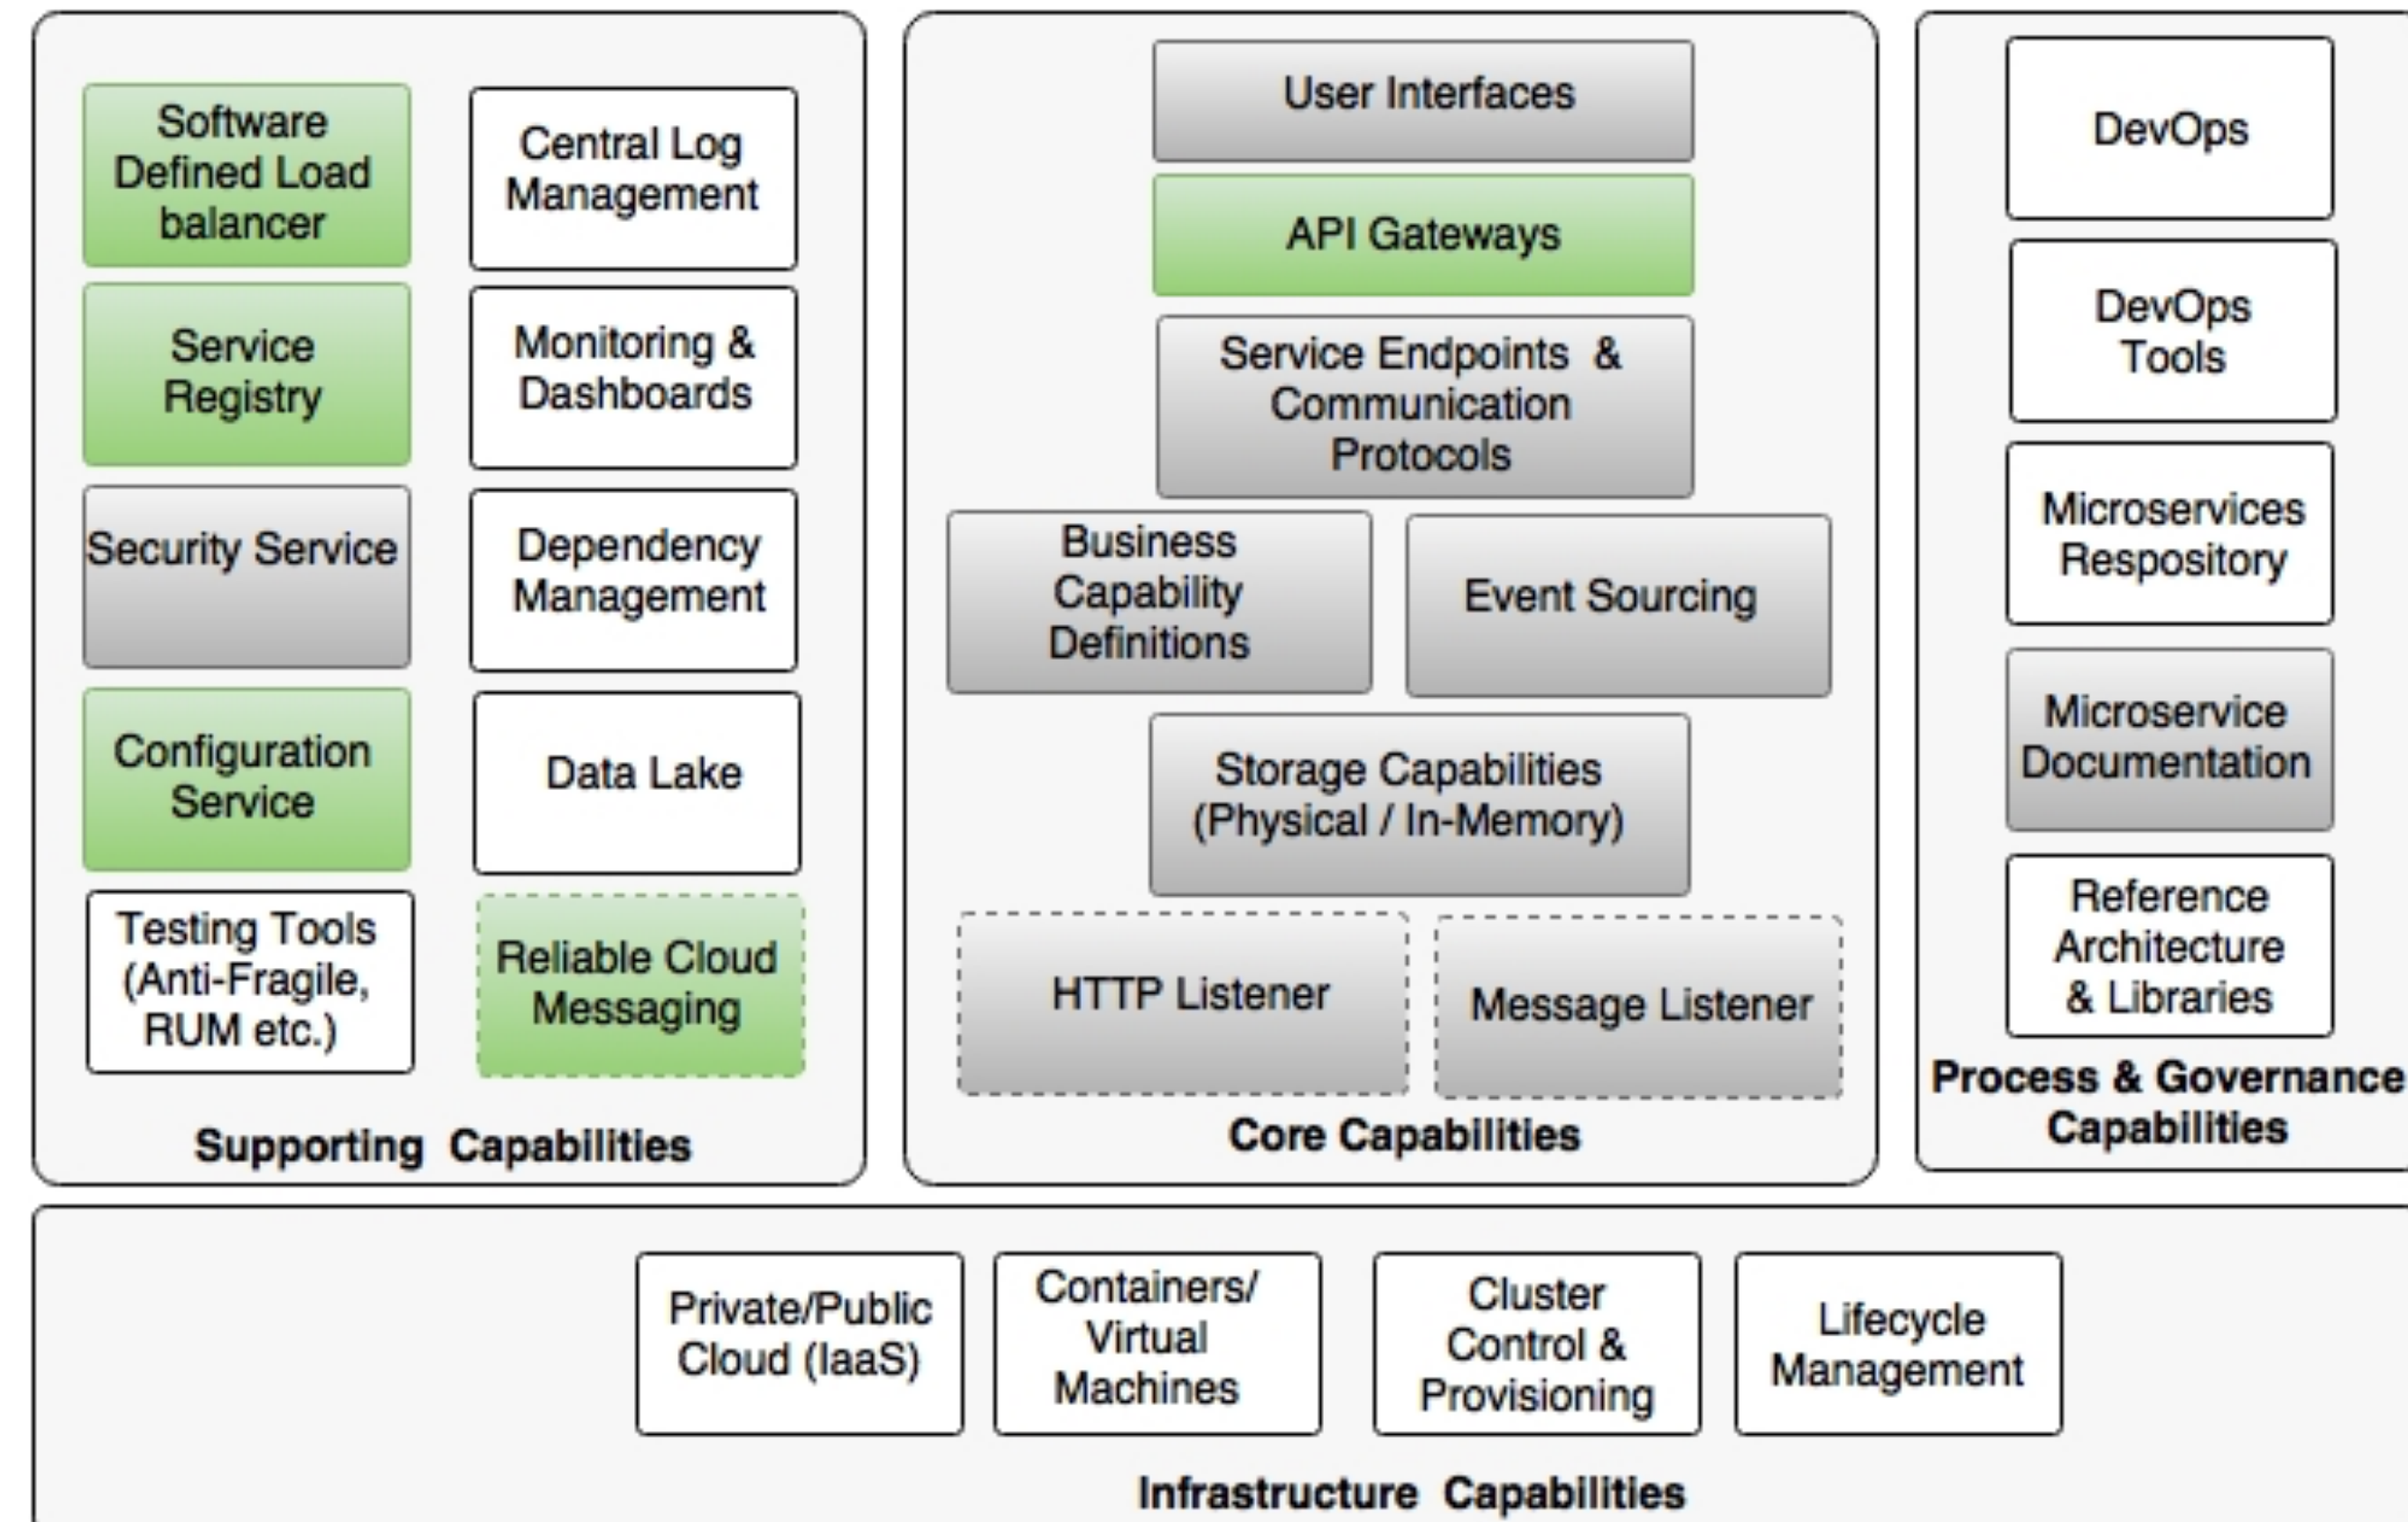 Software
Defined Load
balancer
Central Log
Management
Service
Registry
Monitoring &
Dashboards
Security Service
Dependency
Management
Configuration
Service
Data Lake
Testing Tools
(Anti-Fragile,
RUM etc.)
Reliable Cloud
Messaging
Supporting Capabilities
User Interfaces
API Gateways
Service Endpoints &
Communication
Protocols
Business
Capability
Definitions
Event Sourcing
Storage Capabilities
(Physical / In-Memory)
HTTP Listener
Message Listener
Core Capabilities
DevOps
DevOps
Tools
Microservices
Respository
Microservice
Documentation
Reference
Architecture
& Libraries
Process & Governance
Capabilities
Private/Public
Cloud (IaaS)
Containers/
Virtual
Machines
Cluster
Control &
Provisioning
Lifecycle
Management
Infrastructure Capabilities